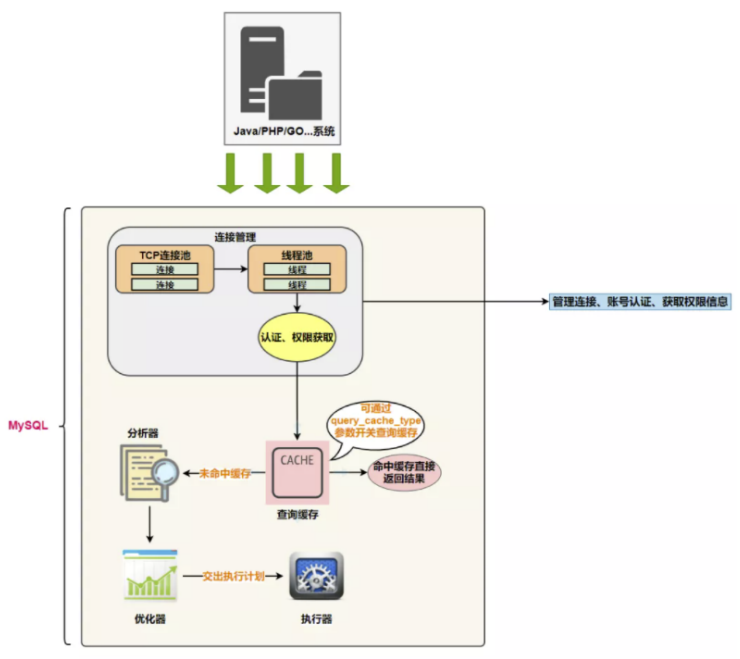 Java/PHP/GO...系统
连接管理
TCP连接池
连接
连接
线程池
线程
线程
管理连接、账号认证、获取权限信息
认证、权限获取
MySQL
可通过
query_cache_type
参数开关查询缓存
分析器
CACHE
未命中缓存
命中缓存直接
返回结果
查询缓存
交出执行计划
优化器
执行器